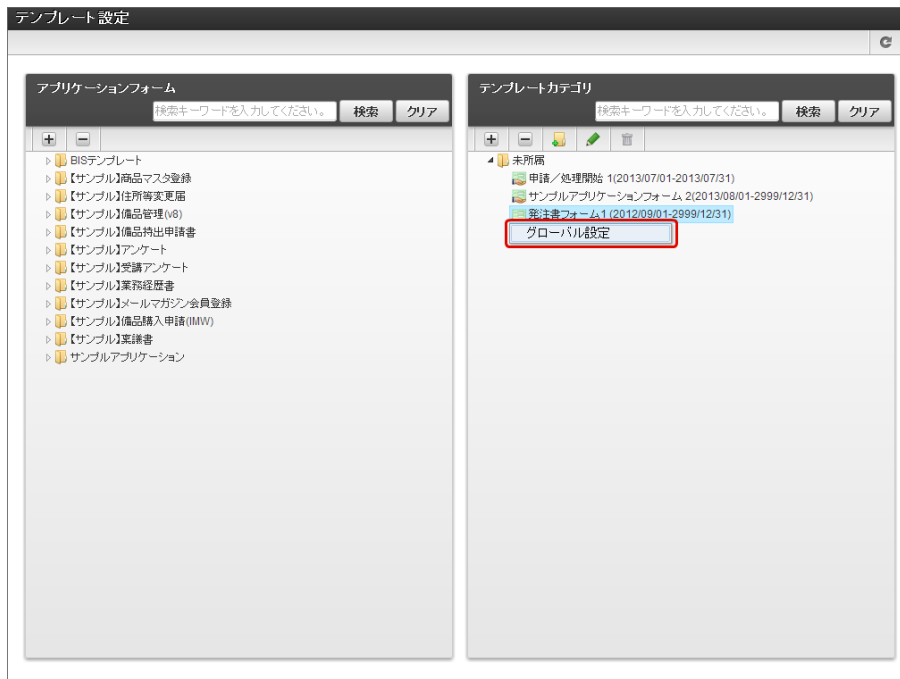 テンプレート設定
アプリケーションフォーム
検索キーワードを入力してください。 検索 クリア
BISテンプレート
【サンプル】商品マスタ登録
【サンプル】住所等変更届
【サンプル】備品管理(v8)
【サンプル】備品持出申請書
【サンプル】アンケート
【サンプル】受講アンケート
【サンプル】業務経歴書
【サンプル】メールマガジン会員登録
【サンプル】備品購入申請(IMW)
【サンプル】稟議書
サンプルアプリケーション
テンプレートカテゴリ
検索キーワードを入力してください。 検索 クリア
未所属
申請／処理開始 1(2013/07/01-2013/07/31)
サンプルアプリケーションフォーム 2(2013/08/01-2999/12/31)
発注書フォーム1 (2012/09/01-2999/12/31)
グローバル設定